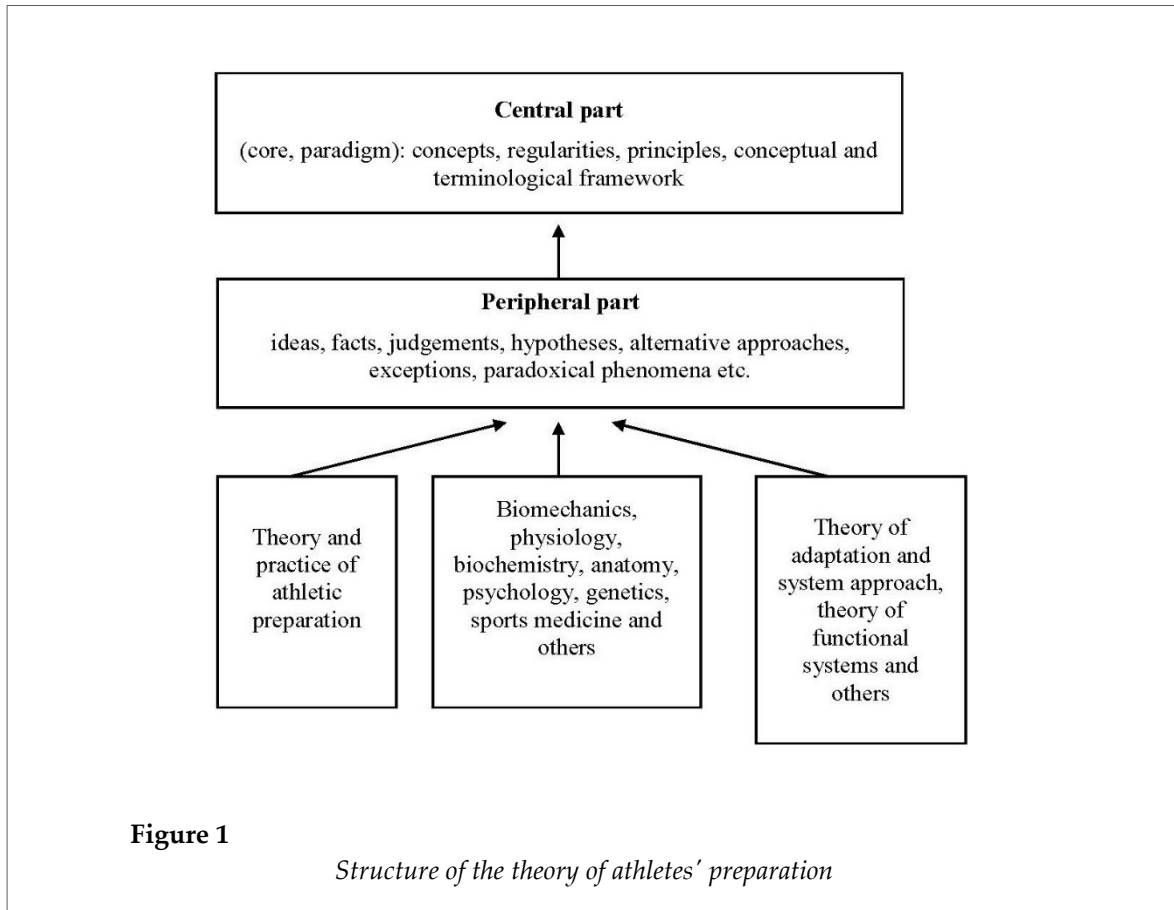 Central part
(core, paradigm): concepts, regularities, principles, conceptual and
terminological framework
Peripheral part
ideas, facts, judgements, hypotheses, alternative approaches,
exceptions, paradoxical phenomena etc.
Theory and
practice of
athletic
preparation
Biomechanics,
physiology,
biochemistry, anatomy,
psychology, genetics,
sports medicine and
others
Theory of
adaptation and
system approach,
theory of
functional
systems and
others
Figure 1
Structure of the theory of athletes' preparation